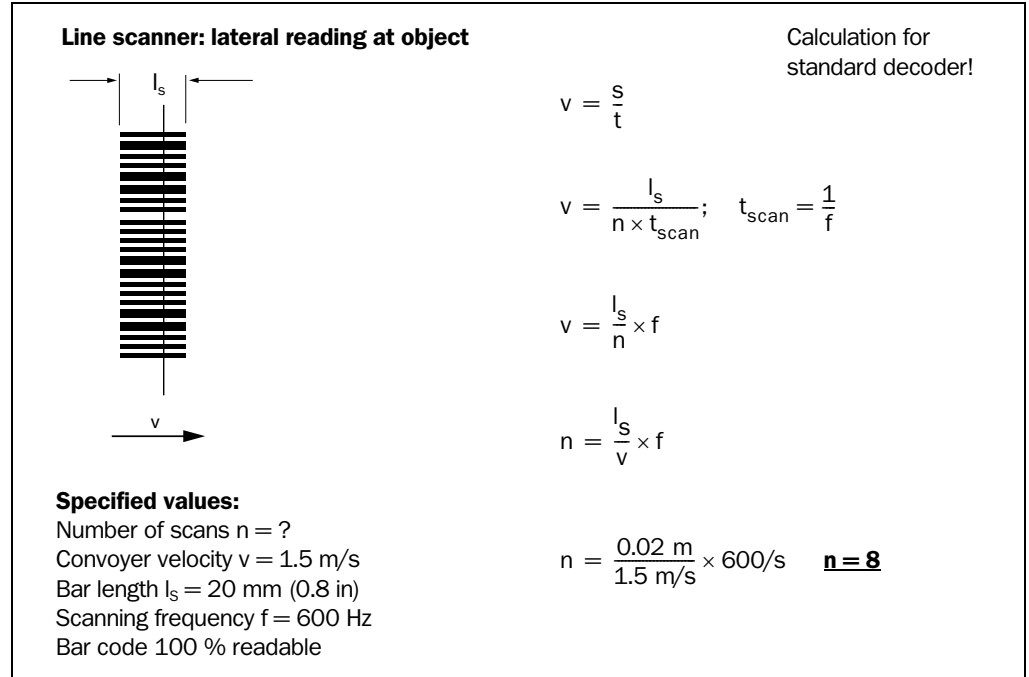 Line scanner: lateral reading at object
Calculation for
standard decoder!
l_s
v = s/t
v = l_s / (n × t_scan); t_scan = 1/f
v = l_s/n × f
n = l_s/v × f
v
Specified values:
Number of scans n = ?
Convoyer velocity v = 1.5 m/s
Bar length l_s = 20 mm (0.8 in)
Scanning frequency f = 600 Hz
Bar code 100 % readable
n = 0.02 m / 1.5 m/s × 600/s n = 8